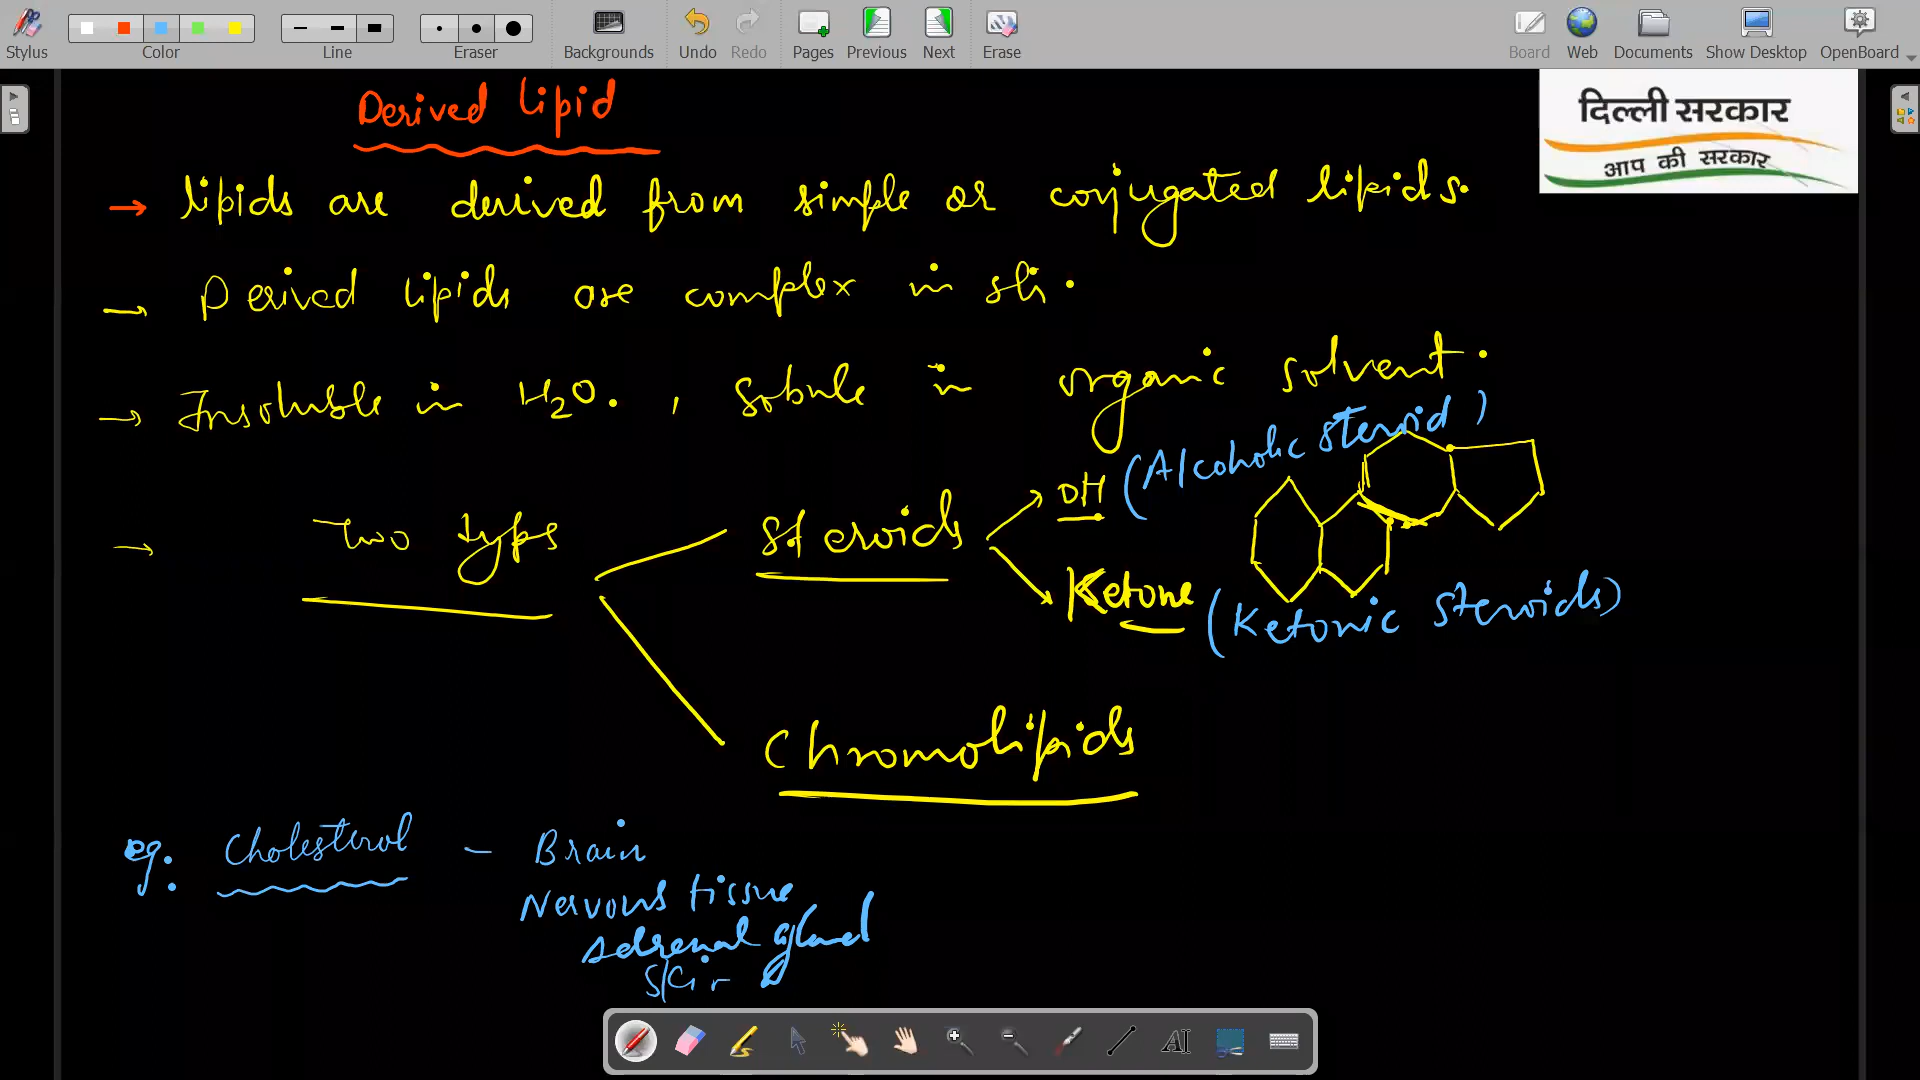 Stylus
Color
Line
Eraser
Backgrounds
Undo
Redo
Pages
Previous
Next
Erase
Board
Web
Documents
Show Desktop
OpenBoard
दिल्ली सरकार
आप की सरकार
Derived Lipid
→ lipids are derived from simple or conjugated lipids.
→ Derived lipids are complex in str.
→ Insoluble in H2O. , Soluble in organic solvent.
→ Two types
Steroids
OH (Alcoholic steroid)
Ketone (Ketonic steroids)
Chromolipids
eg. Cholesterol – Brain
Nervous tissue
Adrenal gland
Skin
AI